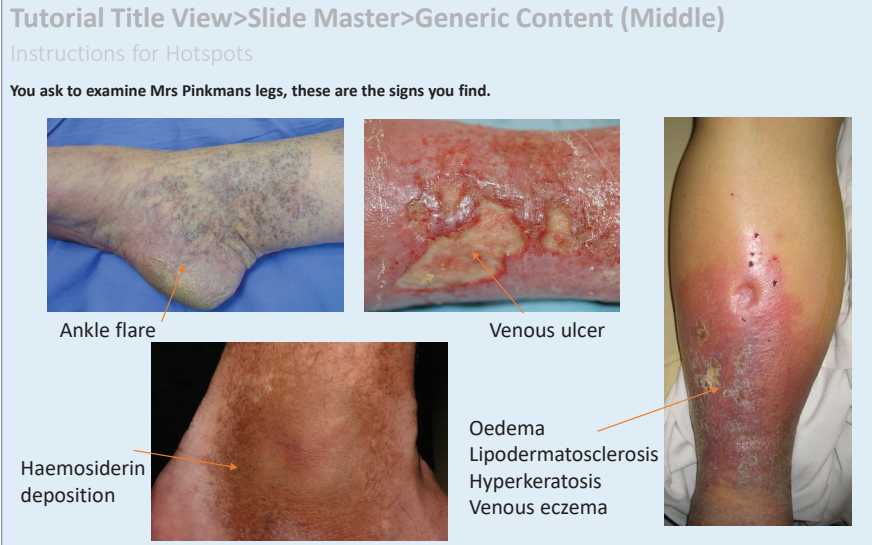 Tutorial Title View>Slide Master>Generic Content (Middle)
Instructions for Hotspots
You ask to examine Mrs Pinkmans legs, these are the signs you find.
Ankle flare
Venous ulcer
Haemosiderin
deposition
Oedema
Lipodermatosclerosis
Hyperkeratosis
Venous eczema